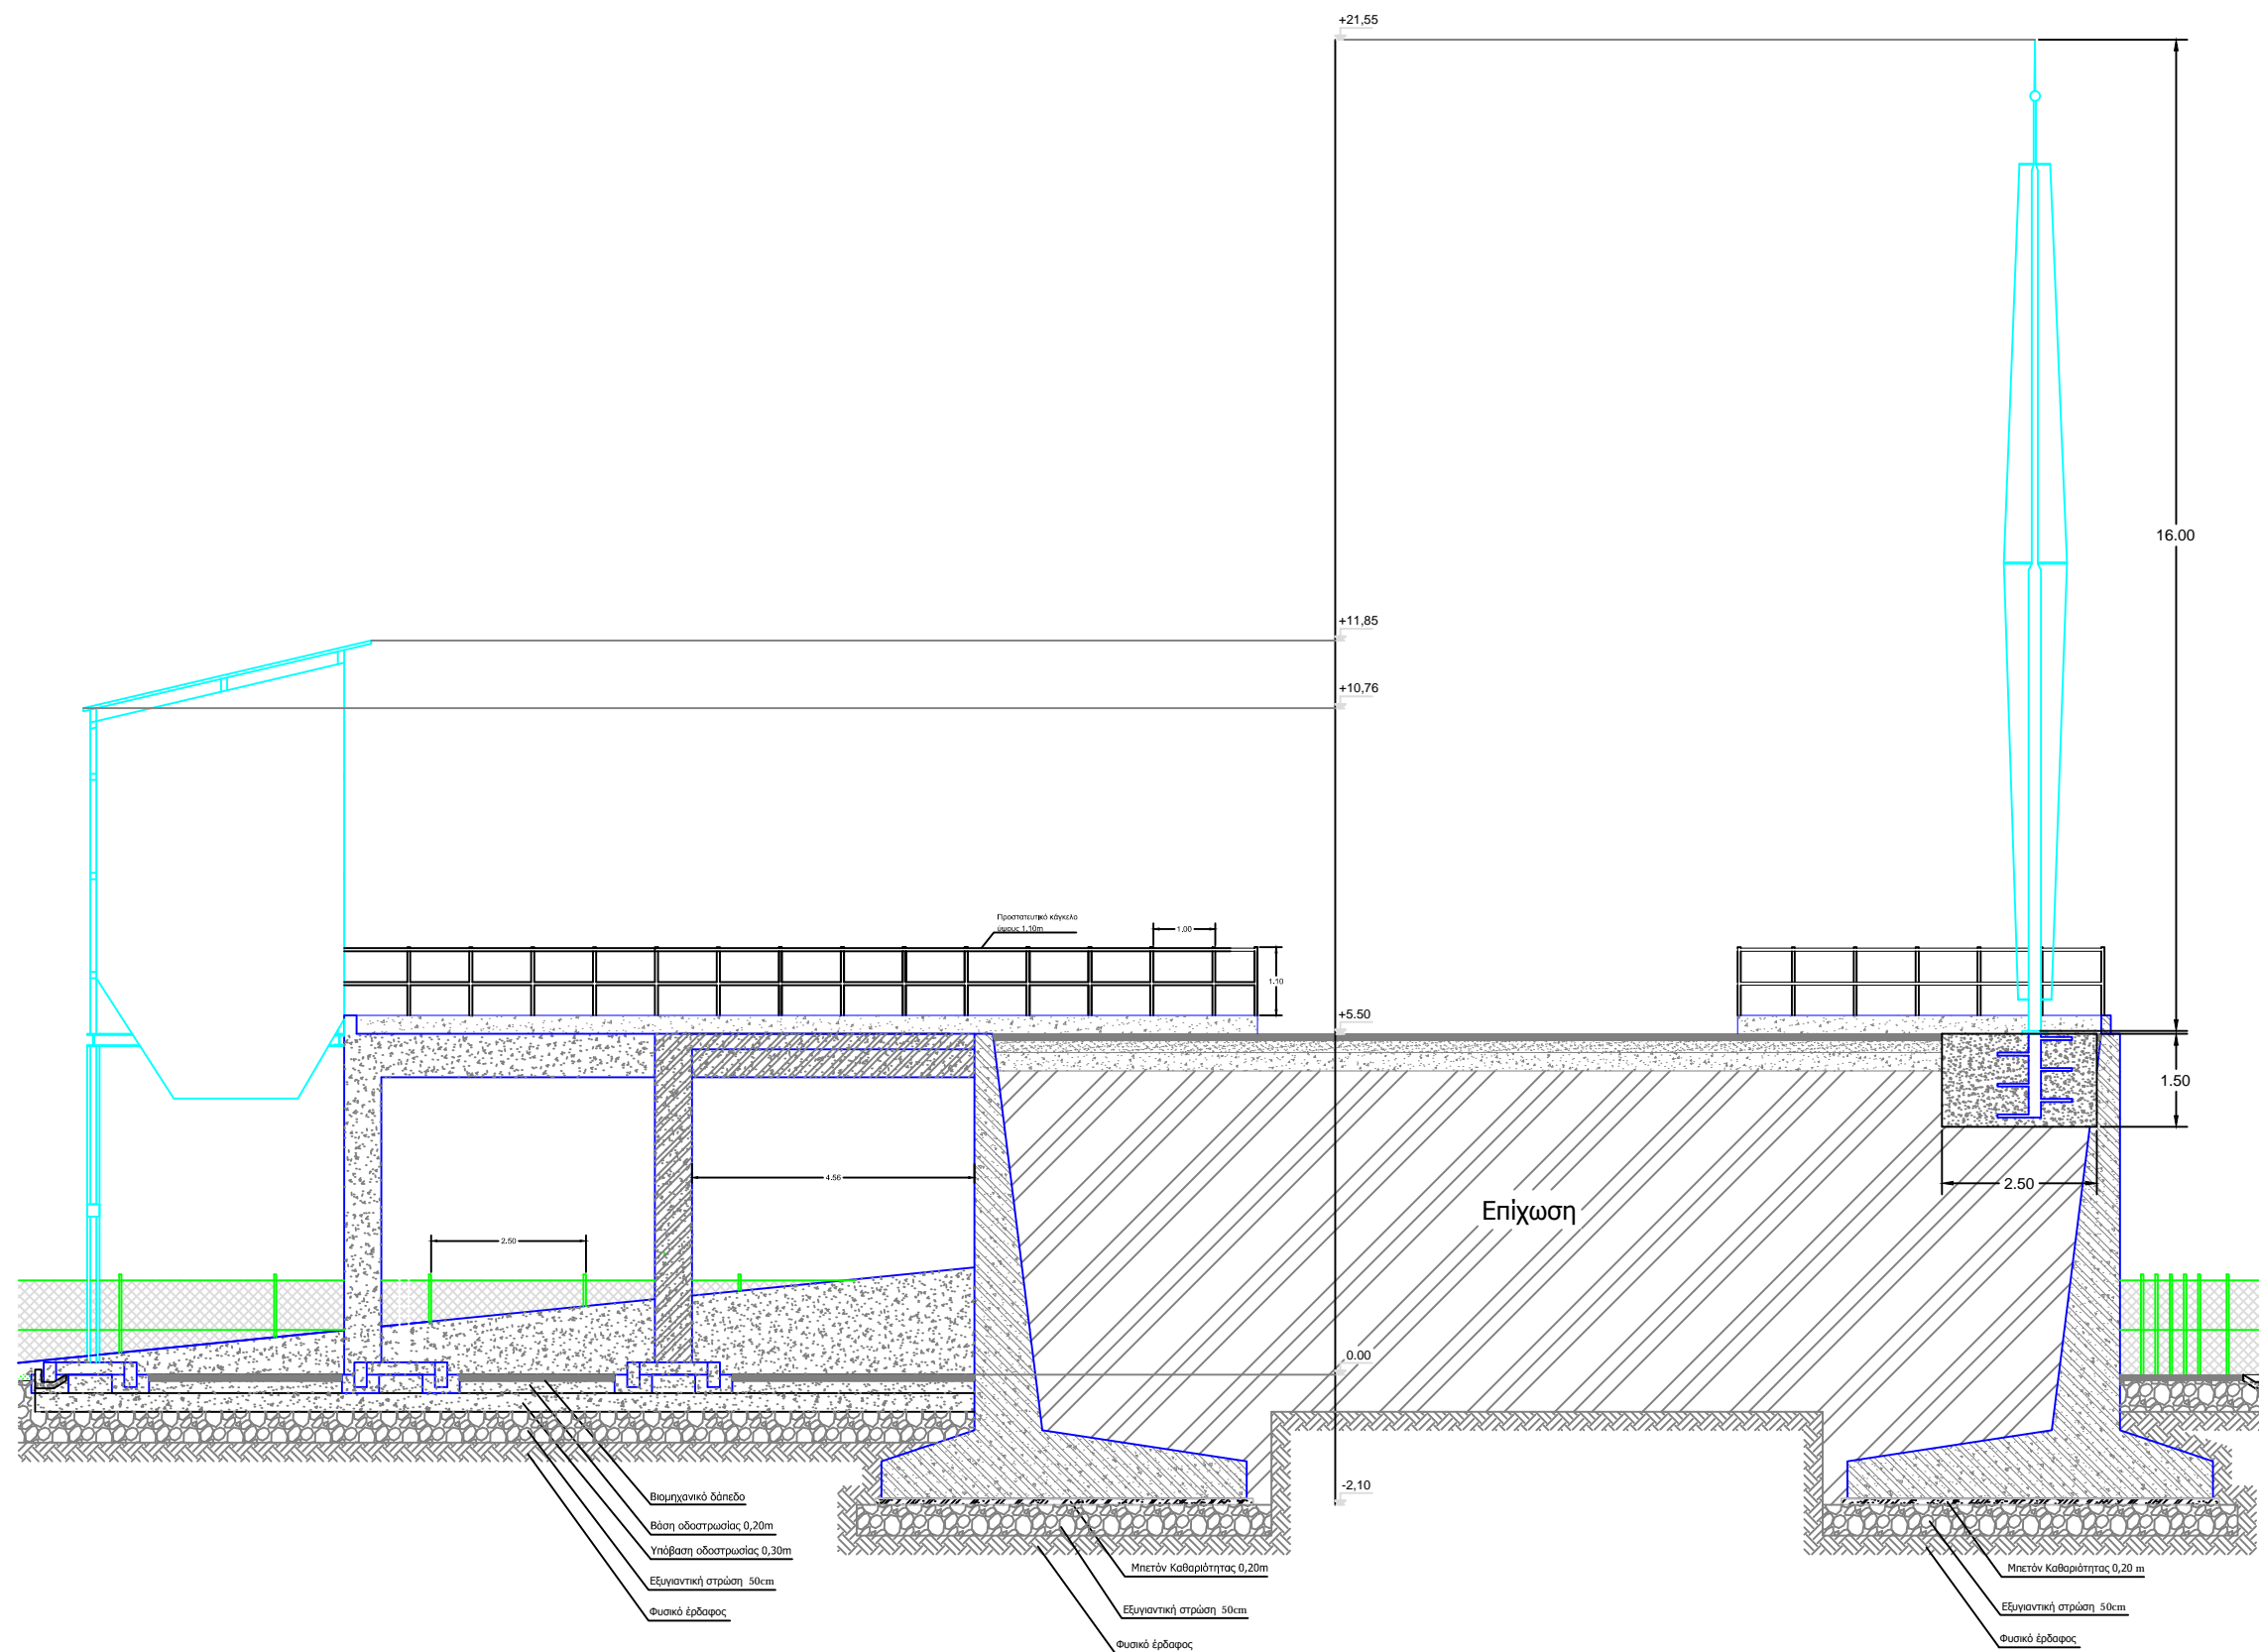 +21,55
16.00
+11,85
+10,76
Προστατευτικό κάγκελο
ύψους 1,10m
1.00
1.10
+5.50
1.50
4.56
2.50
Επίχωση
2.50
0.00
-2,10
Βιομηχανικό δάπεδο
Βάση οδοστρωσίας 0,20m
Υπόβαση οδοστρωσίας 0,30m
Εξυγιαντική στρώση 50cm
Φυσικό έρδαφος
Μπετόν Καθαριότητας 0,20m
Εξυγιαντική στρώση 50cm
Φυσικό έρδαφος
Μπετόν Καθαριότητας 0,20 m
Εξυγιαντική στρώση 50cm
Φυσικό έρδαφος